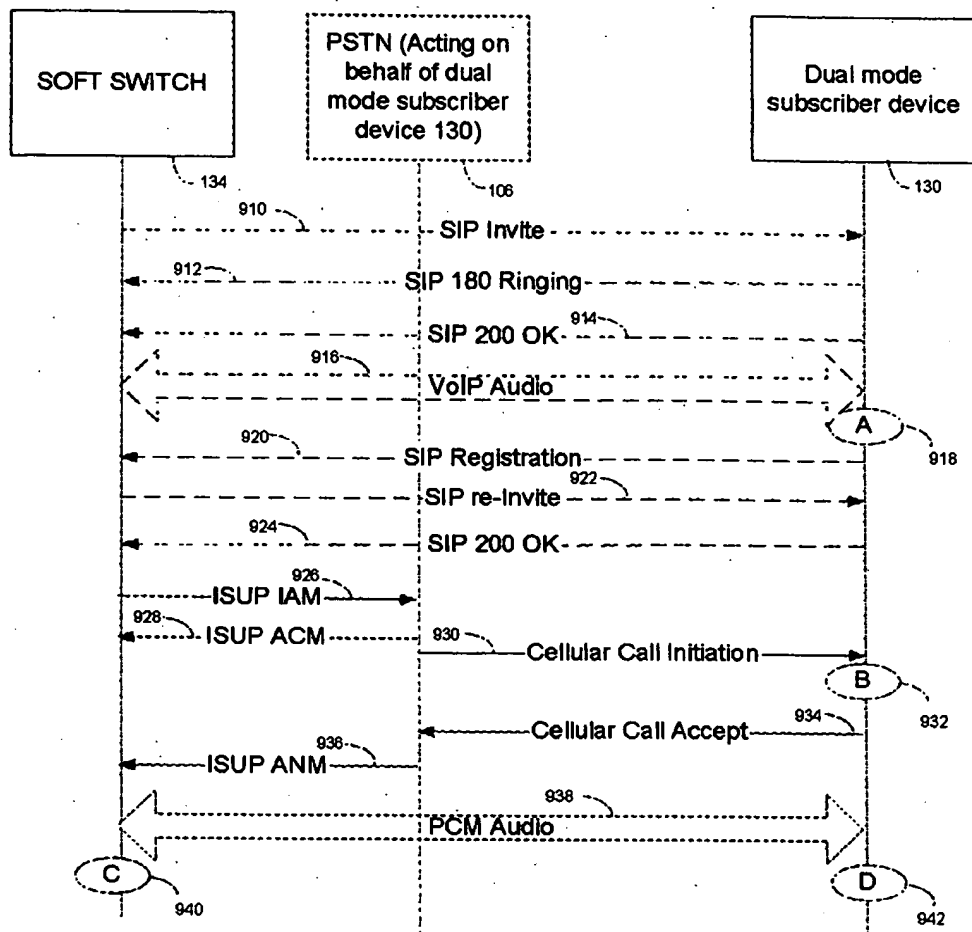 SOFT SWITCH
PSTN (Acting on
behalf of dual
mode subscriber
device 130)
Dual mode
subscriber device
134
106
130
910
SIP Invite
912
SIP 180 Ringing
914
SIP 200 OK
916
VoIP Audio
A
918
920
SIP Registration
922
SIP re-Invite
924
SIP 200 OK
926
ISUP IAM
928
ISUP ACM
930
Cellular Call Initiation
B
932
934
Cellular Call Accept
936
ISUP ANM
938
PCM Audio
C
D
940
942